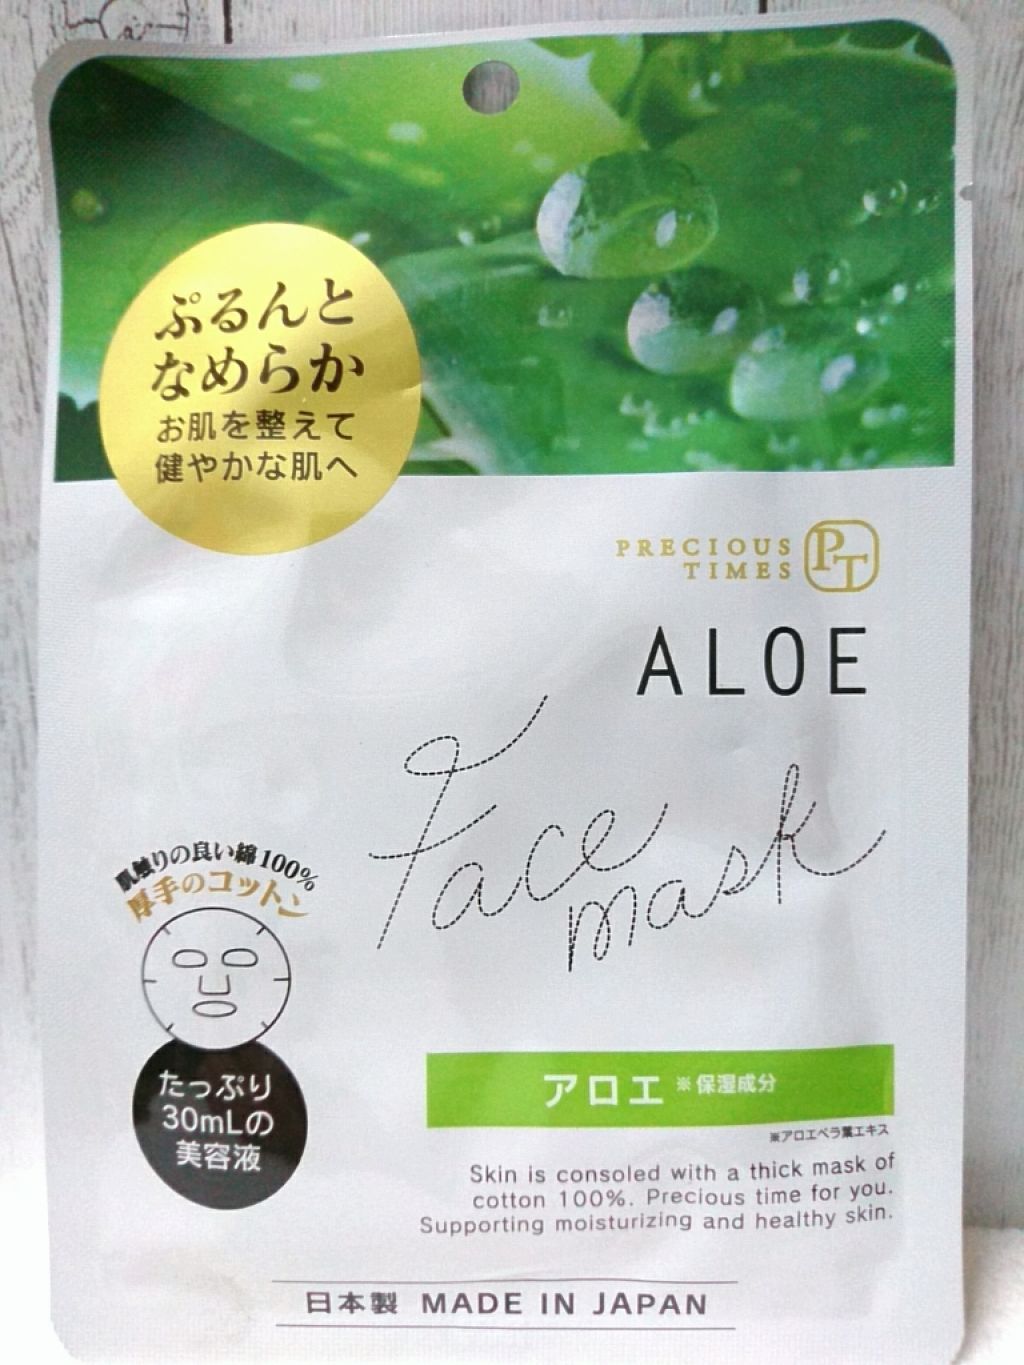 ぷるんと
なめらか
お肌を整えて
健やかな肌へ
PRECIOUS
TIMES
PT
ALOE
Face
mask
肌触りの良い綿100%
厚手のコットン
たっぷり
30mLの
美容液
アロエ ※保湿成分
※アロエベラ葉エキス
Skin is consoled with a thick mask of
cotton 100%. Precious time for you.
Supporting moisturizing and healthy skin.
日本製 MADE IN JAPAN